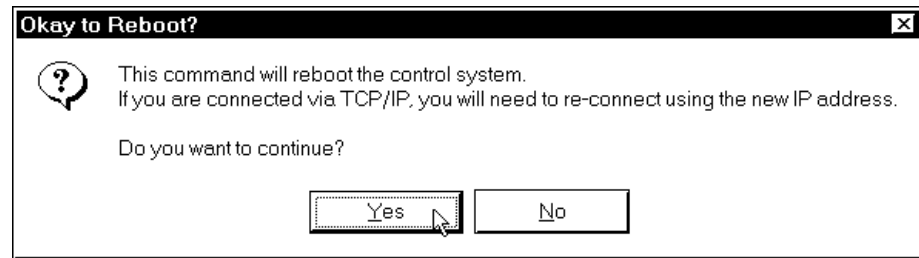 Okay to Reboot?
This command will reboot the control system.
If you are connected via TCP/IP, you will need to re-connect using the new IP address.
Do you want to continue?
Yes No